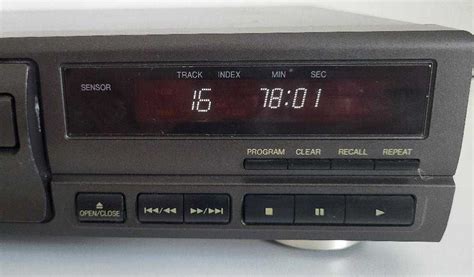 TRACK INDEX MIN SEC
SENSOR
16 78:01
PROGRAM CLEAR RECALL REPEAT
OPEN/CLOSE